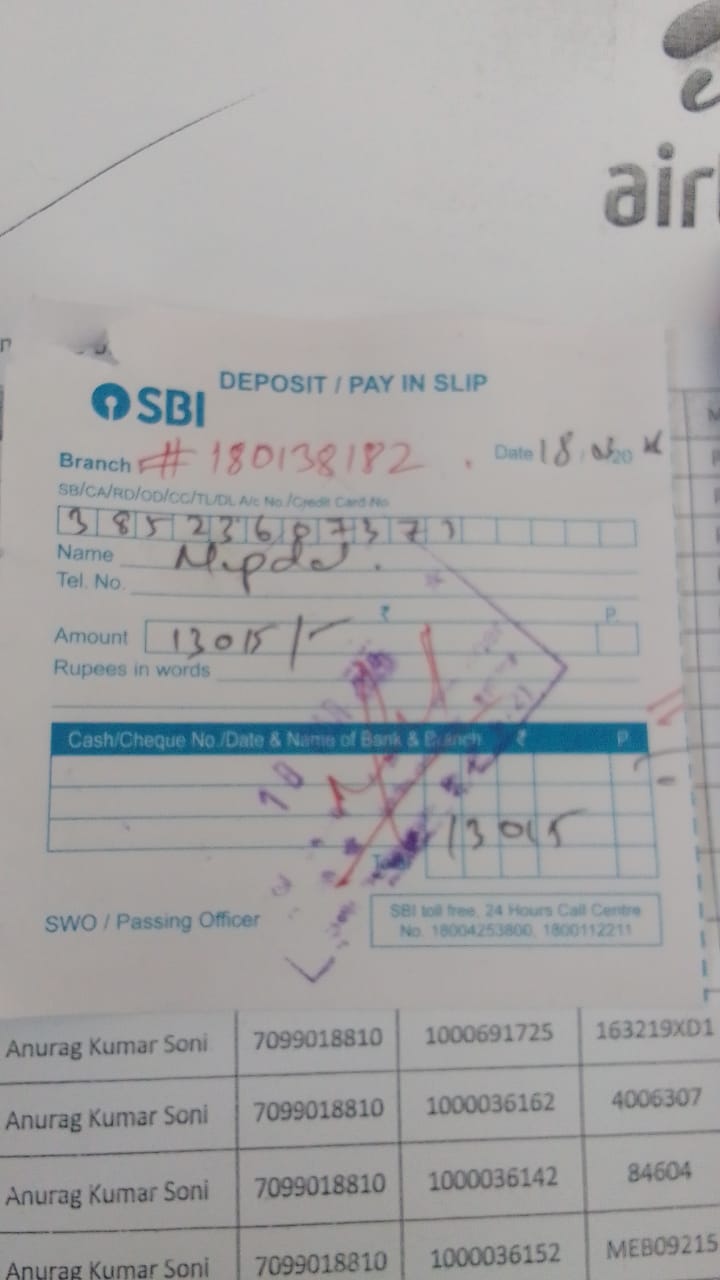 air
SBI
DEPOSIT / PAY IN SLIP
Branch # 180138182 Date 18.
SB/CA/RD/OD/CC/TL/DL A/c No./Credit Card No
Name
Tel. No.
₹ P.
Amount 13015/-
Rupees in words
Cash/Cheque No./Date & Name of Bank & Branch ₹ P.
Total 13015
SWO / Passing Officer
SBI toll free, 24 Hours Call Centre
No. 18004253800, 1800112211
Anurag Kumar Soni 7099018810 1000691725 163219XD1
Anurag Kumar Soni 7099018810 1000036162 4006307
Anurag Kumar Soni 7099018810 1000036142 84604
Anurag Kumar Soni 7099018810 1000036152 MEB09215